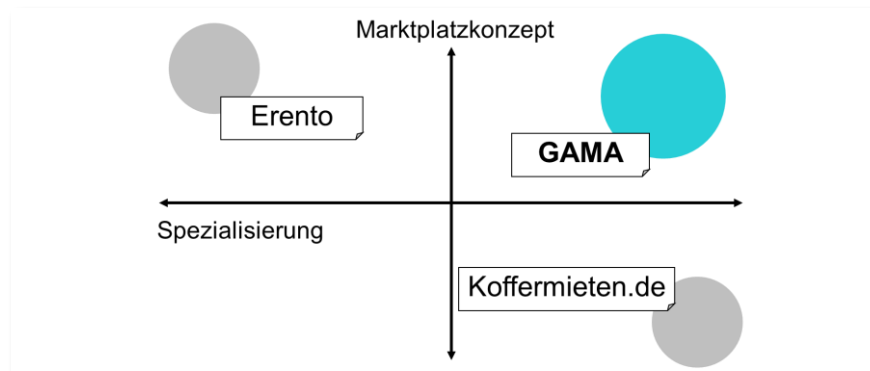 Marktplatzkonzept
Erento
GAMA
Spezialisierung
Koffermieten.de